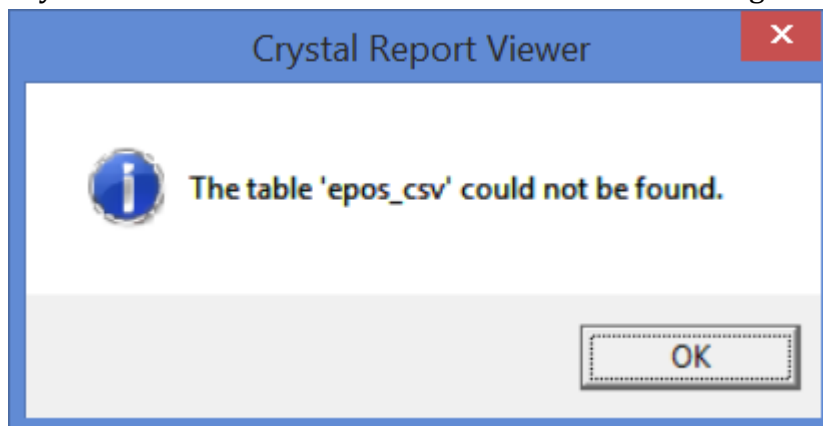 Crystal Report Viewer
The table 'epos_csv' could not be found.
OK